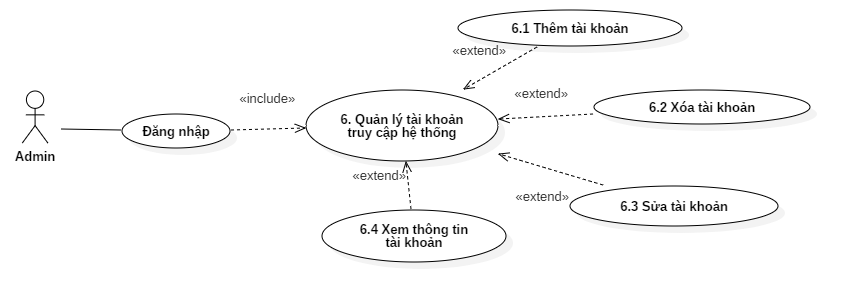 6.1 Thêm tài khoản
«extend»
«extend»
6.2 Xóa tài khoản
«include»
6. Quản lý tài khoản
truy cập hệ thống
Đăng nhập
Admin
«extend»
«extend»
6.3 Sửa tài khoản
6.4 Xem thông tin
tài khoản